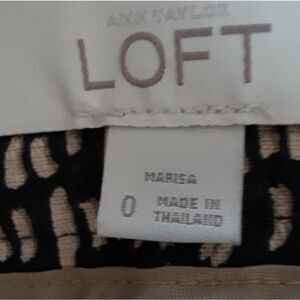 ANN TAYLOR
LOFT
MARISA
0 MADE IN
THAILAND